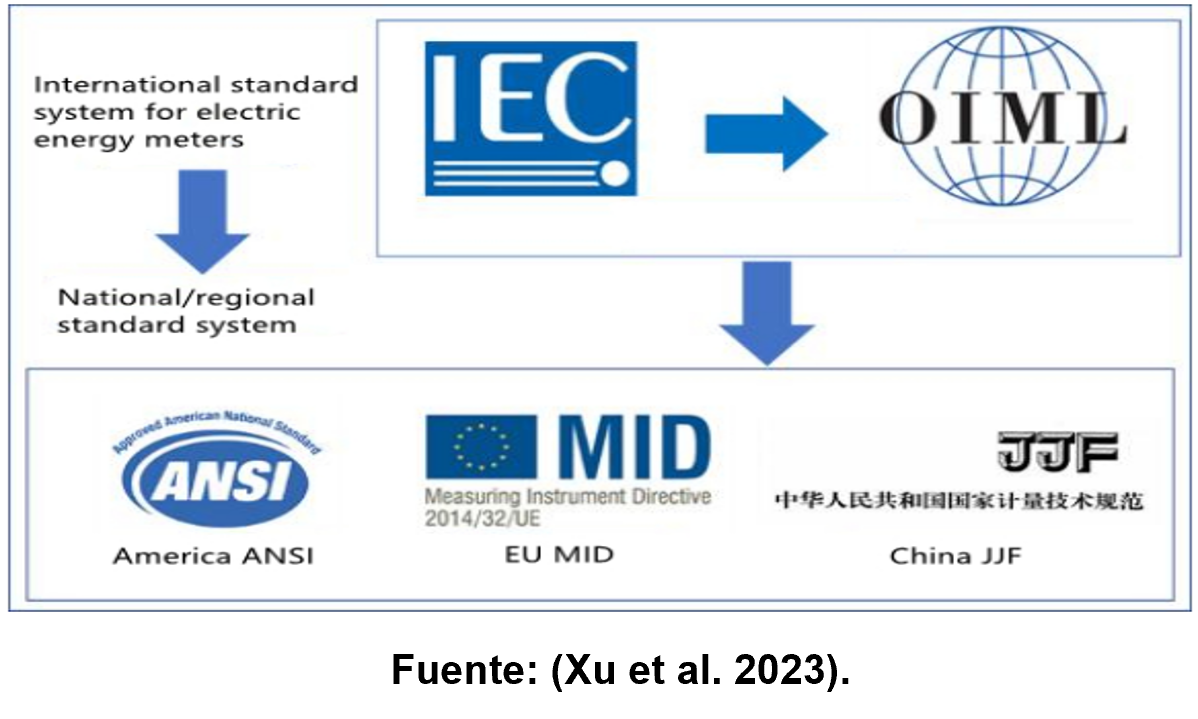 International standard
system for electric
energy meters
IEC
OIML
National/regional
standard system
Approved American National Standard
ANSI
America ANSI
MID
Measuring Instrument Directive
2014/32/UE
EU MID
JJF
中华人民共和国国家计量技术规范
China JJF
Fuente: (Xu et al. 2023).